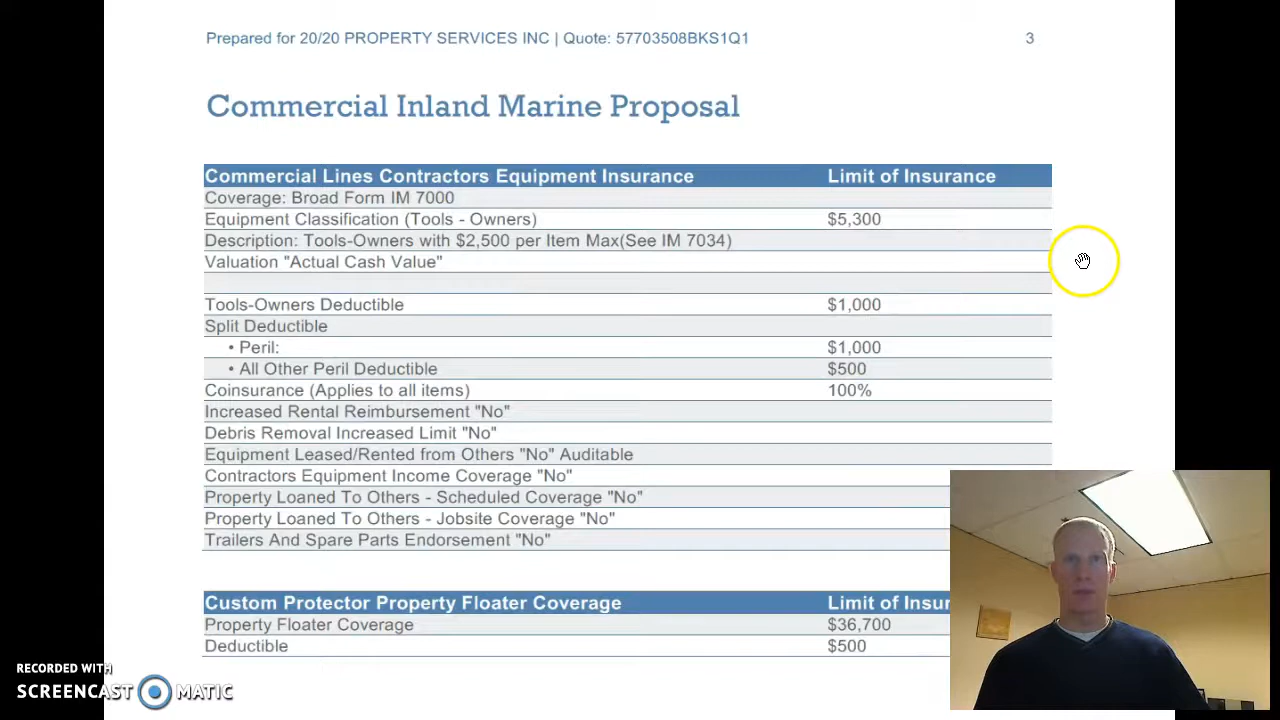 Prepared for 20/20 PROPERTY SERVICES INC | Quote: 57703508BKS1Q1 3
Commercial Inland Marine Proposal
Commercial Lines Contractors Equipment Insurance Limit of Insurance
Coverage: Broad Form IM 7000
Equipment Classification (Tools - Owners) $5,300
Description: Tools-Owners with $2,500 per Item Max(See IM 7034)
Valuation "Actual Cash Value"
Tools-Owners Deductible $1,000
Split Deductible
• Peril: $1,000
• All Other Peril Deductible $500
Coinsurance (Applies to all items) 100%
Increased Rental Reimbursement "No"
Debris Removal Increased Limit "No"
Equipment Leased/Rented from Others "No" Auditable
Contractors Equipment Income Coverage "No"
Property Loaned To Others - Scheduled Coverage "No"
Property Loaned To Others - Jobsite Coverage "No"
Trailers And Spare Parts Endorsement "No"
Custom Protector Property Floater Coverage Limit of Insur
Property Floater Coverage $36,700
Deductible $500
RECORDED WITH
SCREENCAST MATIC